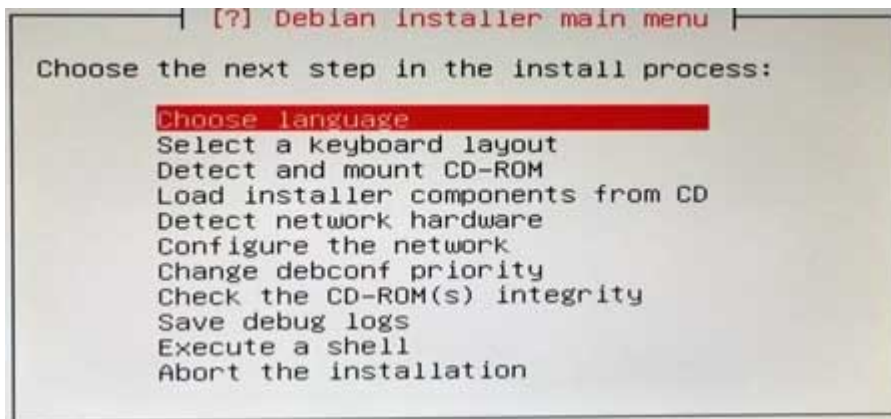 [?] Debian installer main menu
Choose the next step in the install process:
Choose language
Select a keyboard layout
Detect and mount CD-ROM
Load installer components from CD
Detect network hardware
Configure the network
Change debconf priority
Check the CD-ROM(s) integrity
Save debug logs
Execute a shell
Abort the installation